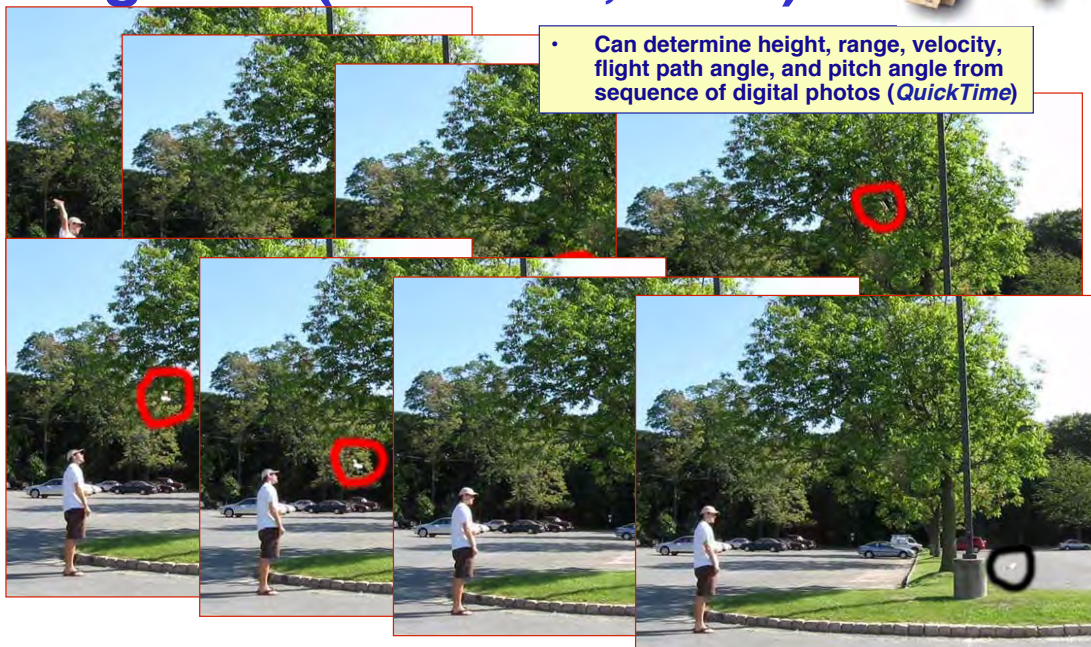 • Can determine height, range, velocity,
flight path angle, and pitch angle from
sequence of digital photos (QuickTime)